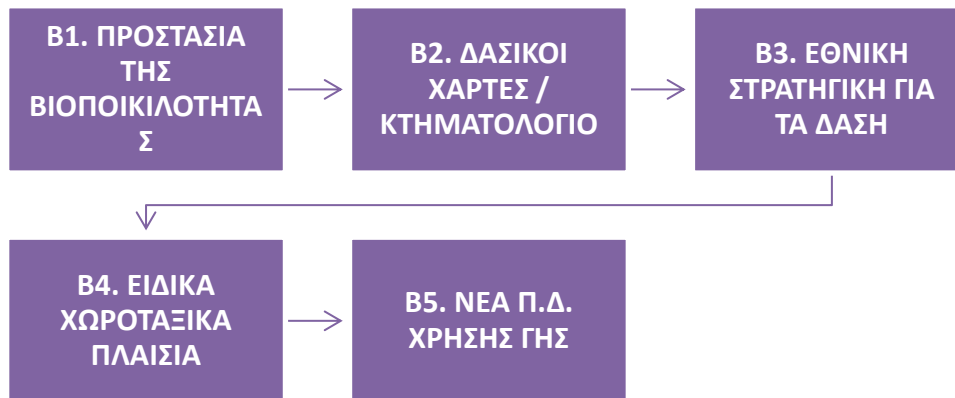 Β1. ΠΡΟΣΤΑΣΙΑ
ΤΗΣ
ΒΙΟΠΟΙΚΙΛΟΤΗΤΑ
Σ
Β2. ΔΑΣΙΚΟΙ
ΧΑΡΤΕΣ /
ΚΤΗΜΑΤΟΛΟΓΙΟ
Β3. ΕΘΝΙΚΗ
ΣΤΡΑΤΗΓΙΚΗ ΓΙΑ
ΤΑ ΔΑΣΗ
Β4. ΕΙΔΙΚΑ
ΧΩΡΟΤΑΞΙΚΑ
ΠΛΑΙΣΙΑ
Β5. ΝΕΑ Π.Δ.
ΧΡΗΣΗΣ ΓΗΣ